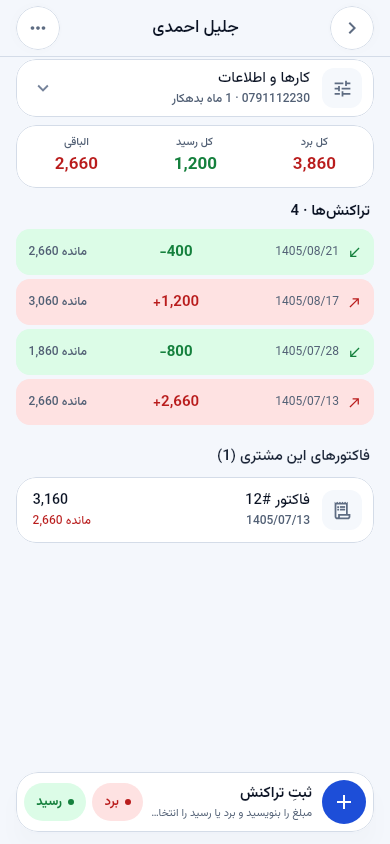 جلیل احمدی
کارها و اطلاعات
0791112230 · 1 ماه بدهکار
کل برد
کل رسید
الباقی
3,860
1,200
2,660
تراکنش‌ها · 4
1405/08/21 −400 مانده 2,660
1405/08/17 +1,200 مانده 3,060
1405/07/28 −800 مانده 1,860
1405/07/13 +2,660 مانده 2,660
فاکتورهای این مشتری (1)
فاکتور #12 3,160
1405/07/13 مانده 2,660
ثبتِ تراکنش
مبلغ را بنویسید و برد یا رسید را انتخا...
برد
رسید